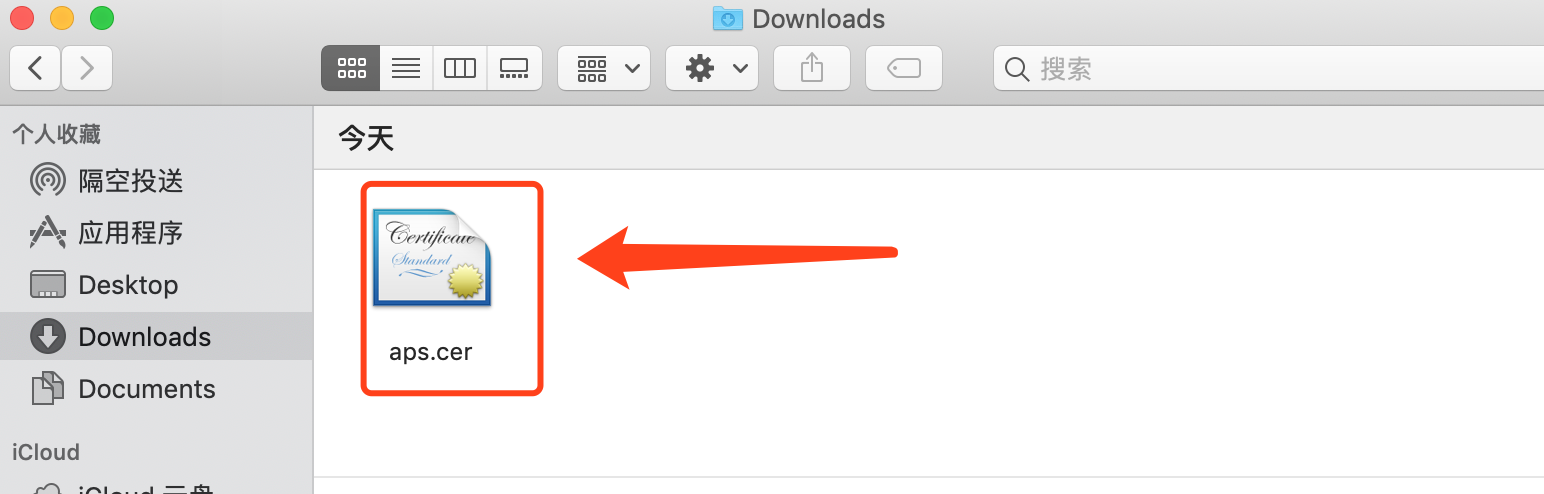 Downloads
搜索
个人收藏
今天
隔空投送
应用程序
Desktop
Downloads
Documents
iCloud
iCloud 云盘
Certificate
Standard
aps.cer